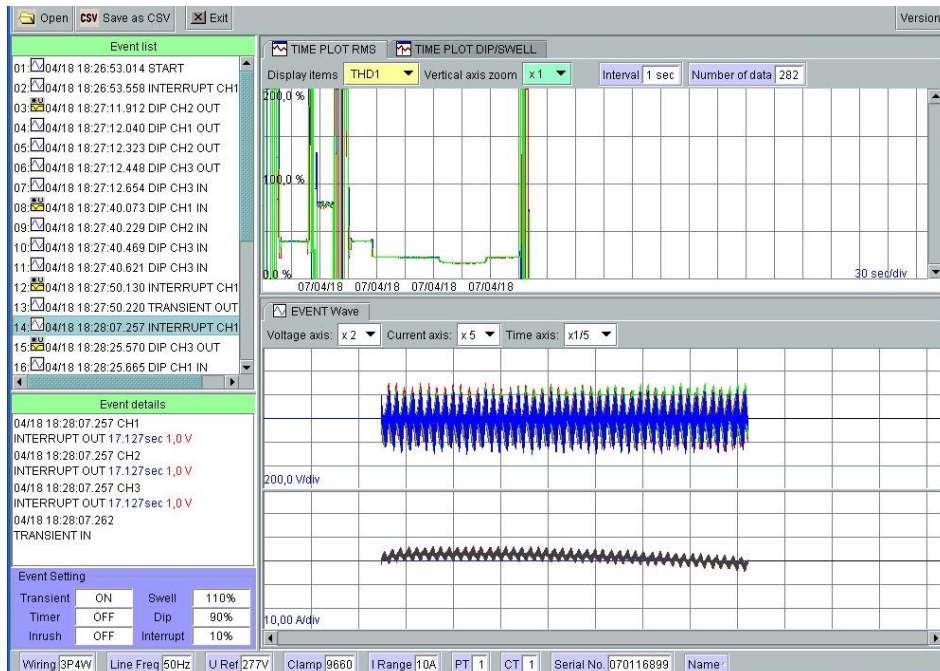 Open CSV Save as CSV Exit Version
Event list
01: 04/18 18:26:53.014 START
02: 04/18 18:26:53.558 INTERRUPT CH1
03: 04/18 18:27:11.912 DIP CH2 OUT
04: 04/18 18:27:12.040 DIP CH1 OUT
05: 04/18 18:27:12.323 DIP CH2 OUT
06: 04/18 18:27:12.448 DIP CH3 OUT
07: 04/18 18:27:12.654 DIP CH3 IN
08: 04/18 18:27:40.073 DIP CH1 IN
09: 04/18 18:27:40.229 DIP CH2 IN
10: 04/18 18:27:40.469 DIP CH3 IN
11: 04/18 18:27:40.621 DIP CH3 IN
12: 04/18 18:27:50.130 INTERRUPT CH1
13: 04/18 18:27:50.220 TRANSIENT OUT
14: 04/18 18:28:07.257 INTERRUPT CH1
15: 04/18 18:28:25.570 DIP CH3 OUT
16: 04/18 18:28:25.665 DIP CH1 IN
Event details
04/18 18:28:07.257 CH1
INTERRUPT OUT 17.127sec 1,0 V
04/18 18:28:07.257 CH2
INTERRUPT OUT 17.127sec 1,0 V
04/18 18:28:07.257 CH3
INTERRUPT OUT 17.127sec 1,0 V
04/18 18:28:07.262
TRANSIENT IN
Event Setting
Transient ON Swell 110%
Timer OFF Dip 90%
Inrush OFF Interrupt 10%
TIME PLOT RMS TIME PLOT DIP/SWELL
Display items THD1 Vertical axis zoom x 1 Interval 1 sec Number of data 282
200,0 %
100,0 %
0,0 %
30 sec/div
07/04/18 07/04/18 07/04/18 07/04/18
EVENT Wave
Voltage axis: x 2 Current axis: x 5 Time axis: x1/5
200,0 V/div
10,00 A/div
Wiring 3P4W Line Freq 50Hz U Ref 277V Clamp 9660 I Range 10A PT 1 CT 1 Serial No. 070116899 Name